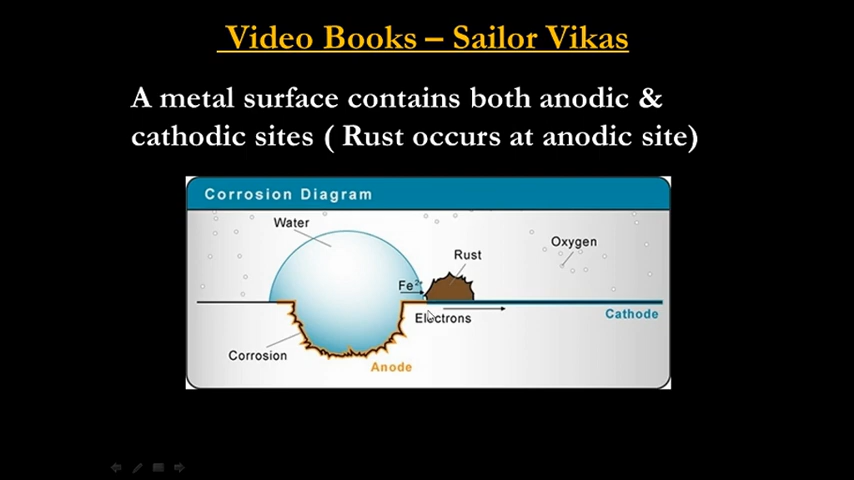 Video Books – Sailor Vikas
A metal surface contains both anodic &
cathodic sites ( Rust occurs at anodic site)
Corrosion Diagram
Water
Oxygen
Rust
Fe²⁺
Electrons
Cathode
Corrosion
Anode